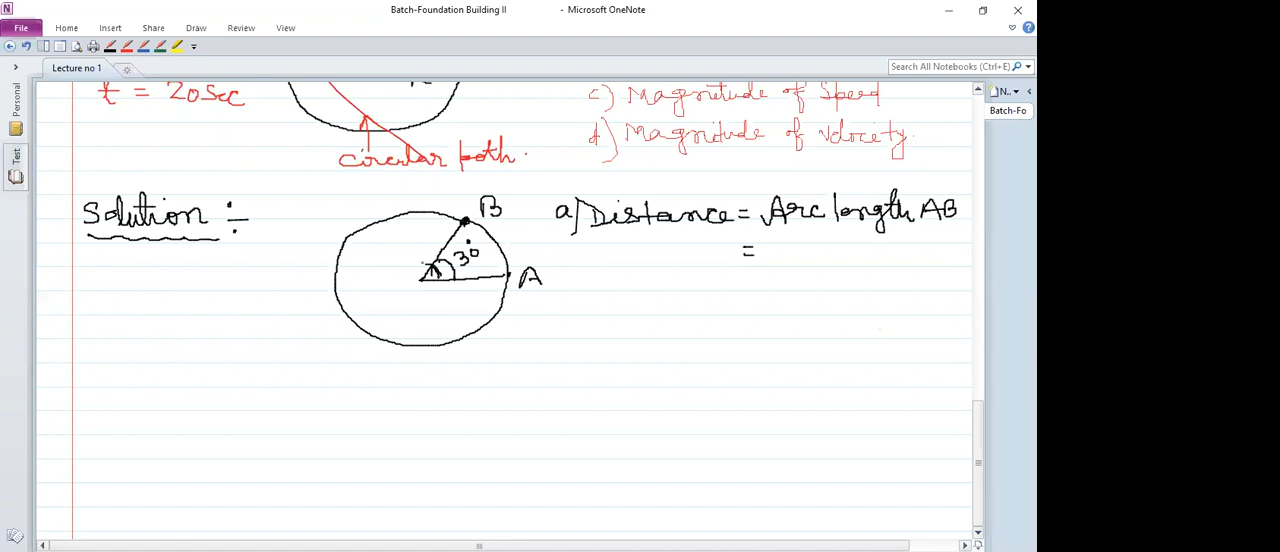 Batch-Foundation Building II - Microsoft OneNote
File Home Insert Share Draw Review View
Lecture no 1
Search All Notebooks (Ctrl+E)
N..
Batch-Fo
Personal
Test
t = 20 Sec
c) Magnitude of Speed
d) Magnitude of Velocity.
circular path.
Solution :-
B
30
A
a) Distance = Arc length AB
=